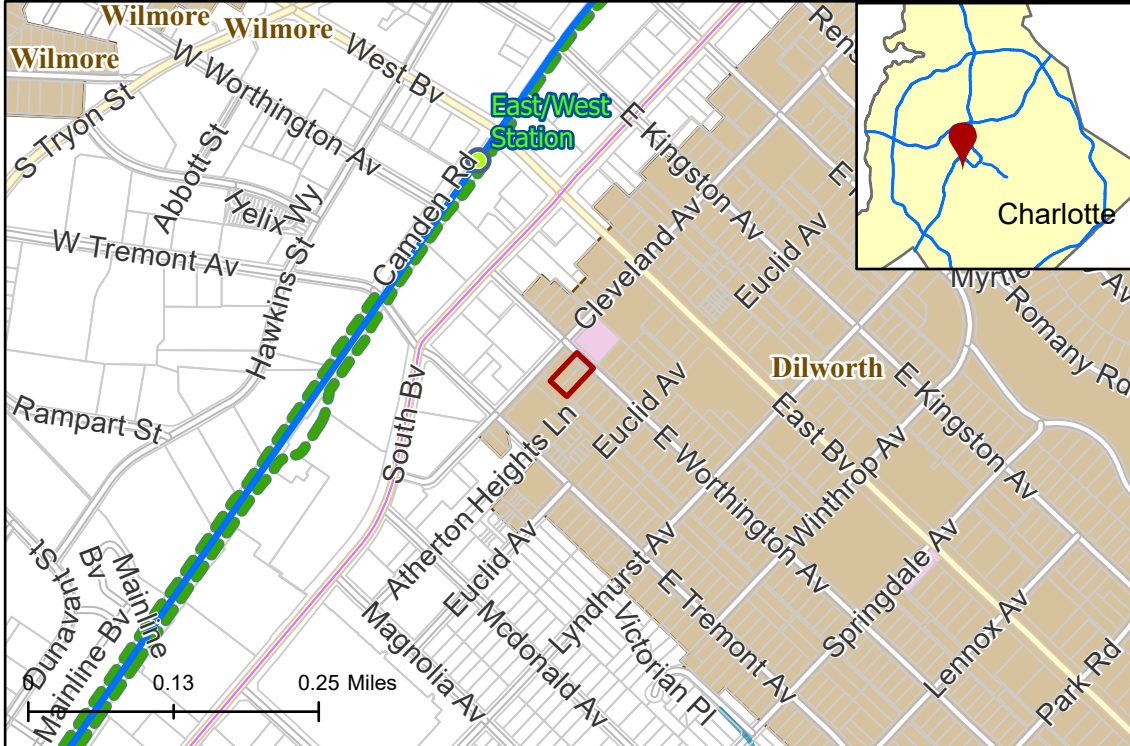 Wilmore
Wilmore
Wilmore
West Bv
W Worthington Av
S Tryon St
Abbott St
Helix Wy
East/West
Station
Camden Rd
W Tremont Av
Hawkins St
Rampart St
South Bv
E Kingston Av
Cleveland Av
Euclid Av
Charlotte
Romany Rd
Dilworth
E Kingston Av
East Bv
Euclid Av
Winthrop Av
E Worthington Av
Atherton Heights Ln
Euclid Av
Lyndhurst Av
Springdale Av
E Tremont Av
Lennox Av
Park Rd
Magnolia Av
Mcdonald Av
Victorian Pl
Dunavant St
Mainline
Bv
Mainline Bv
0
0.13
0.25 Miles
Av